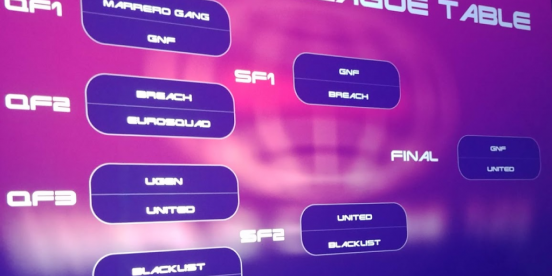 LEAGUE TABLE
QF1
MARRERO GANG
GNF
QF2
BREACH
EUROSQUAD
QF3
UGEN
UNITED
BLACKLIST
SF1
GNF
BREACH
SF2
UNITED
BLACKLIST
FINAL
GNF
UNITED